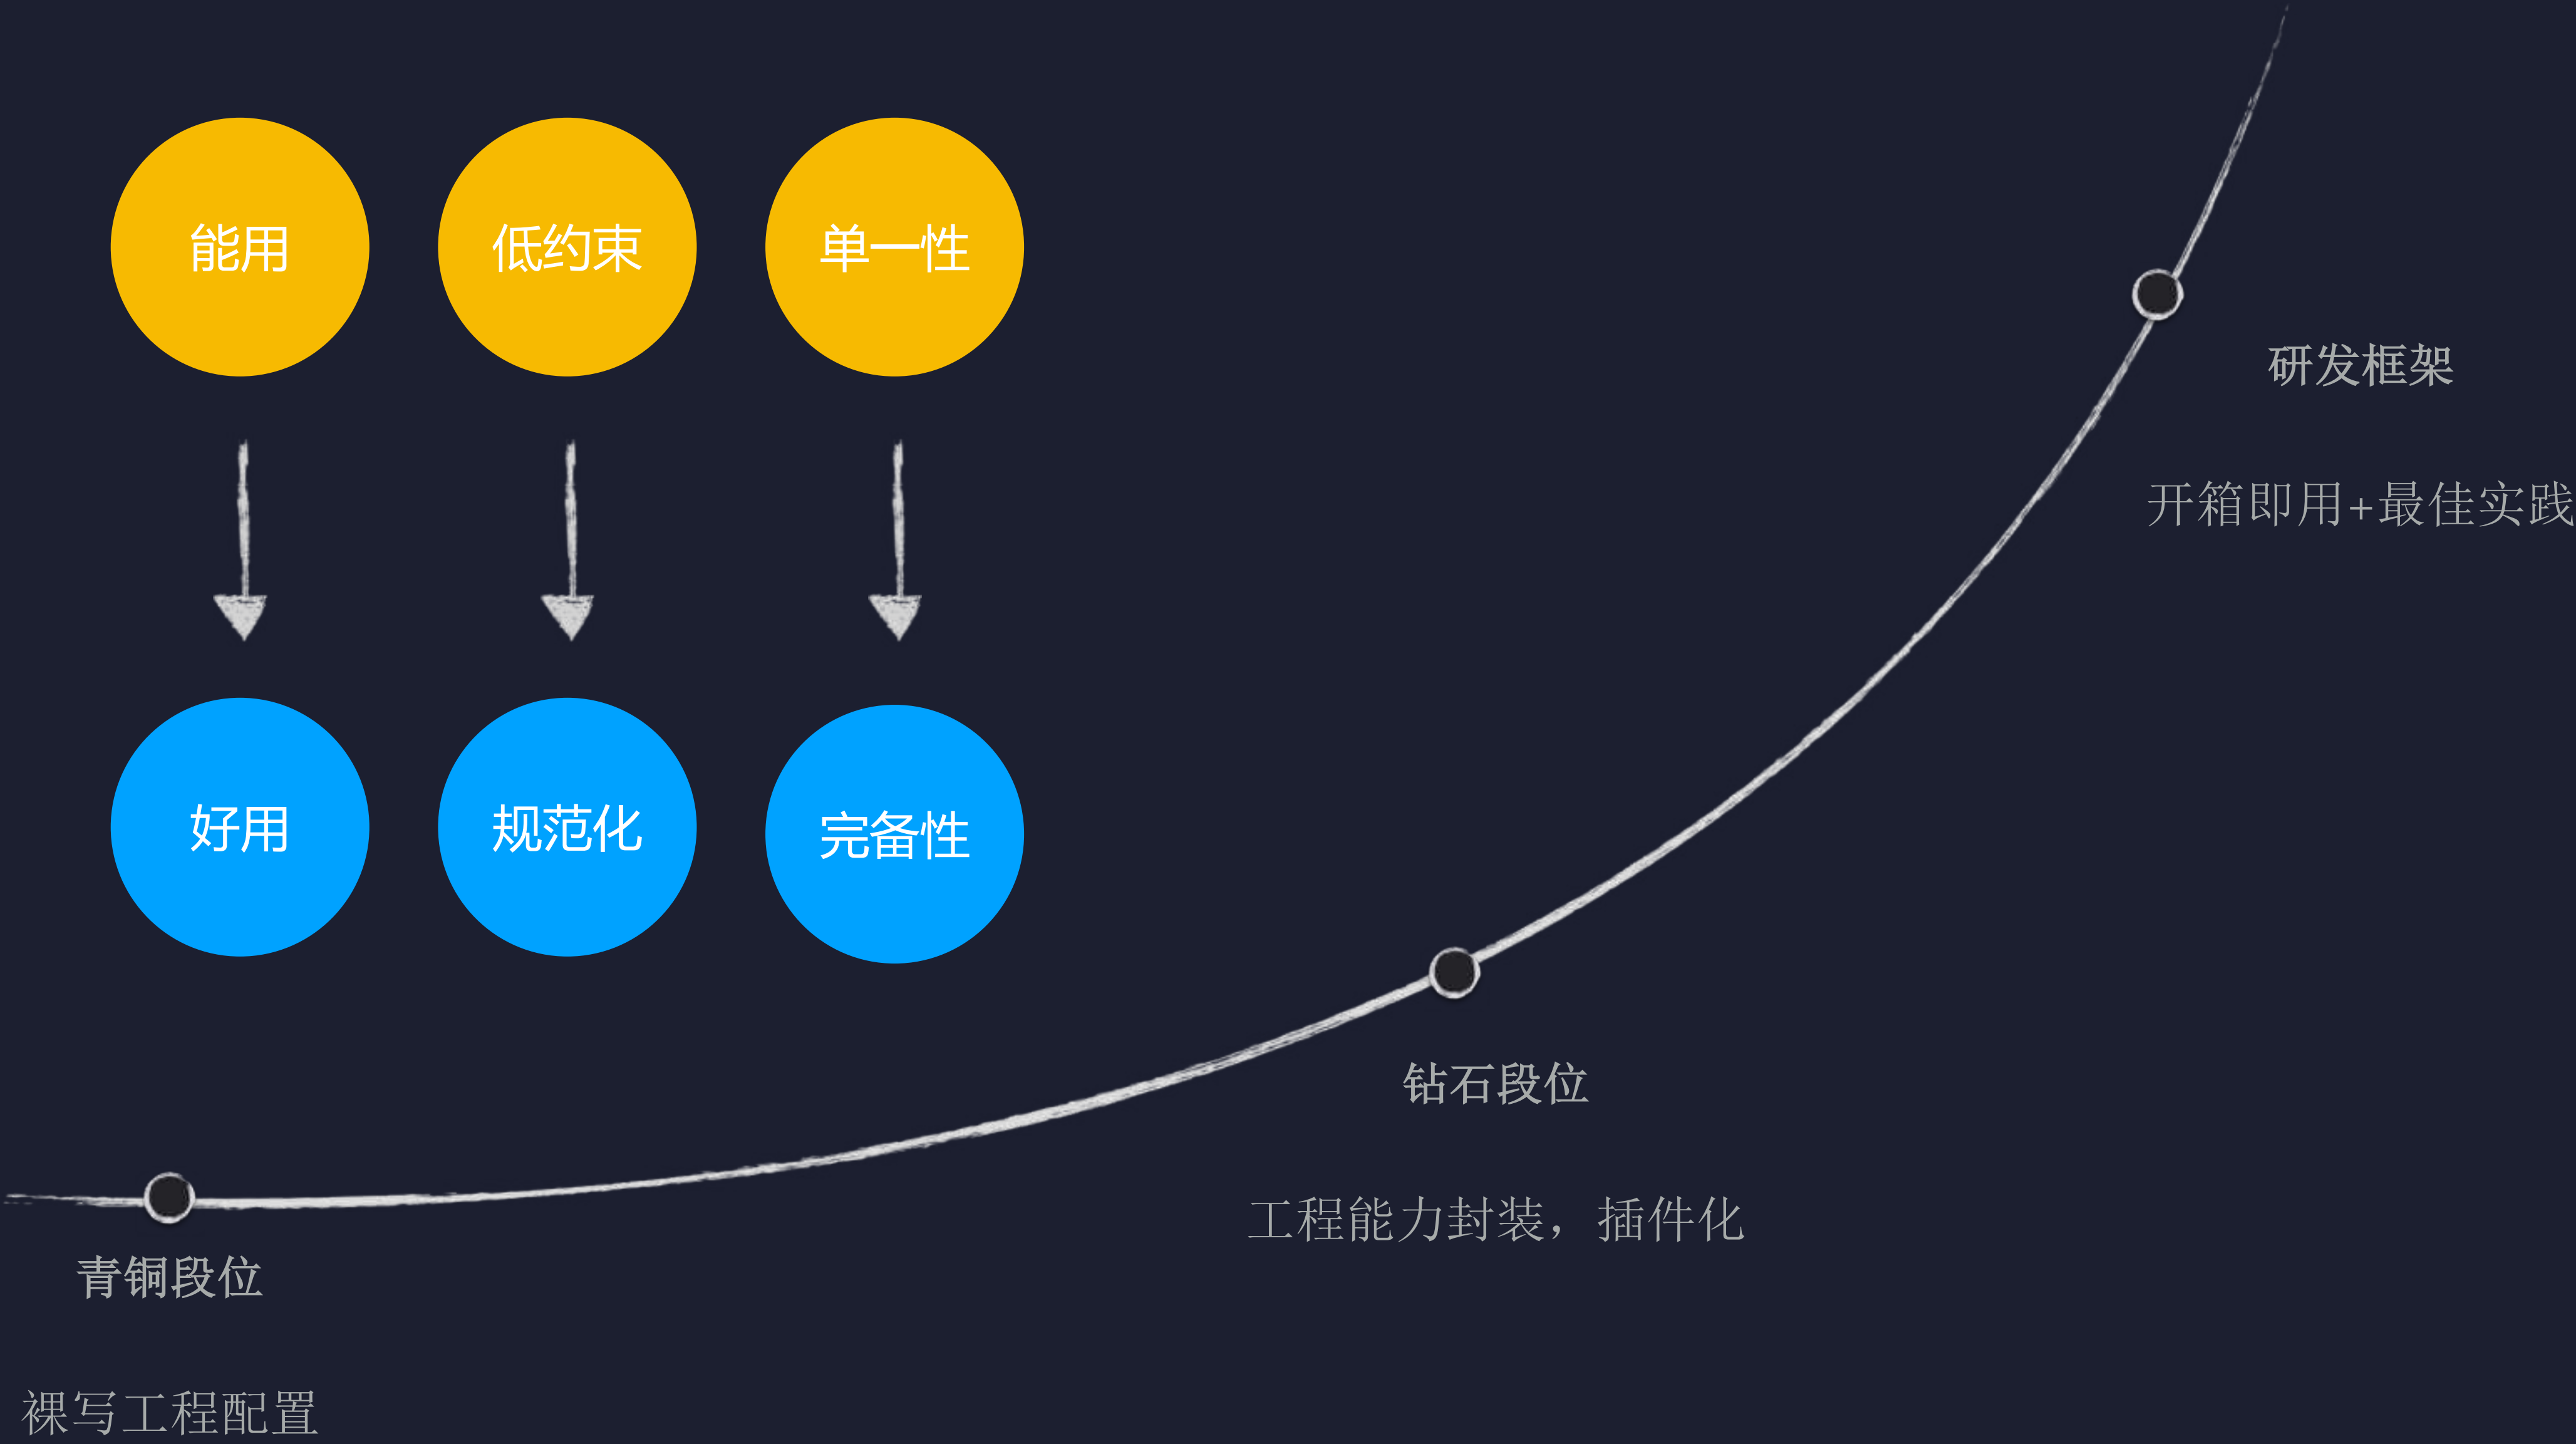 能用
低约束
单一性
研发框架
开箱即用+最佳实践
好用
规范化
完备性
钻石段位
工程能力封装，插件化
青铜段位
裸写工程配置